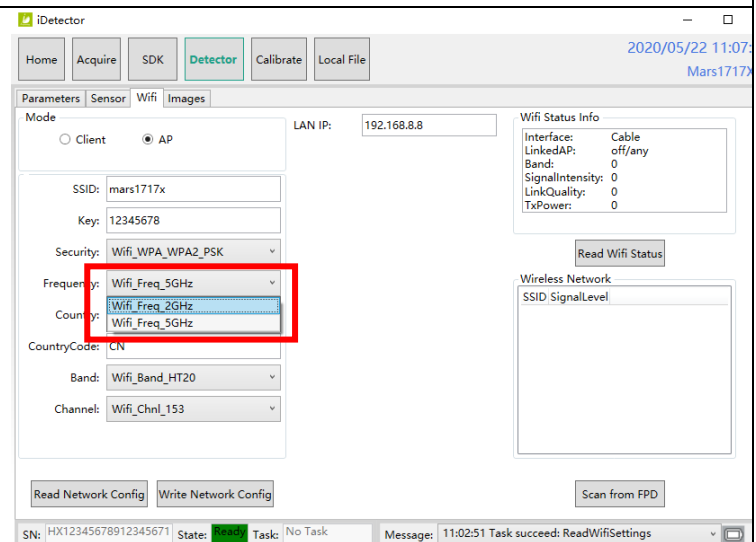 iDetector
Home Acquire SDK Detector Calibrate Local File
2020/05/22 11:07:
Mars1717X
Parameters Sensor Wifi Images
Mode
Client AP
LAN IP: 192.168.8.8
Wifi Status Info
Interface: Cable
LinkedAP: off/any
Band: 0
SignalIntensity: 0
LinkQuality: 0
TxPower: 0
Read Wifi Status
SSID: mars1717x
Key: 12345678
Security: Wifi_WPA_WPA2_PSK
Frequency: Wifi_Freq_5GHz
Wifi_Freq_2GHz
Wifi_Freq_5GHz
Country:
CountryCode: CN
Band: Wifi_Band_HT20
Channel: Wifi_Chnl_153
Wireless Network
SSID SignalLevel
Read Network Config Write Network Config
Scan from FPD
SN: HX12345678912345671 State: Ready Task: No Task Message: 11:02:51 Task succeed: ReadWifiSettings